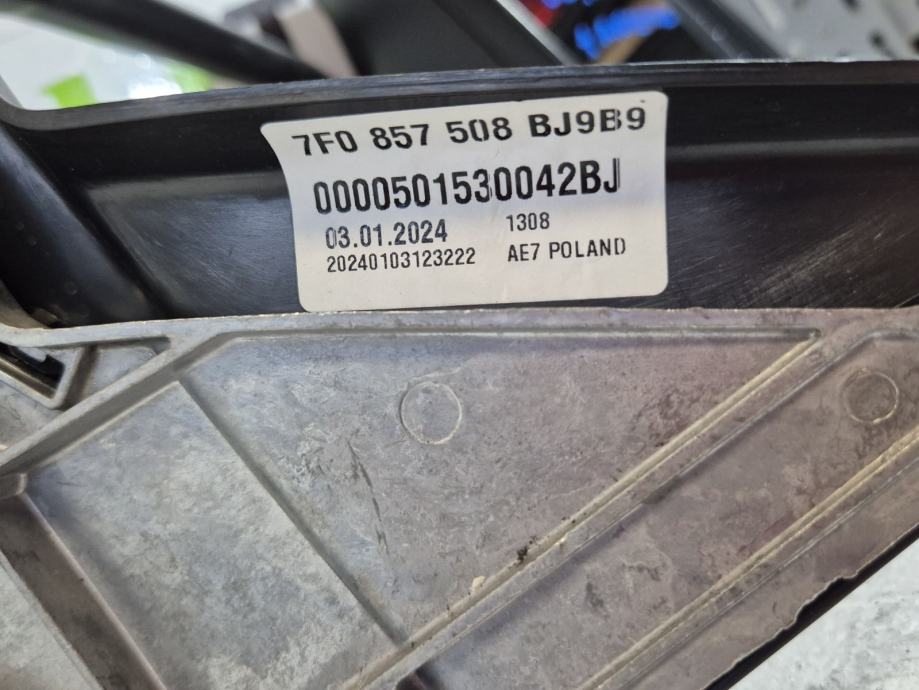 7F0 857 508 BJ9B9
0000501530042BJ
03.01.2024 1308
20240103123222 AE7 POLAND